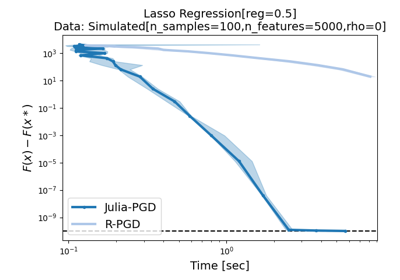 Lasso Regression[reg=0.5]
Data: Simulated[n_samples=100,n_features=5000,rho=0]
F(x) − F(x∗)
10³
10¹
10⁻¹
10⁻³
10⁻⁵
10⁻⁷
10⁻⁹
Julia-PGD
R-PGD
10⁻¹
10⁰
Time [sec]